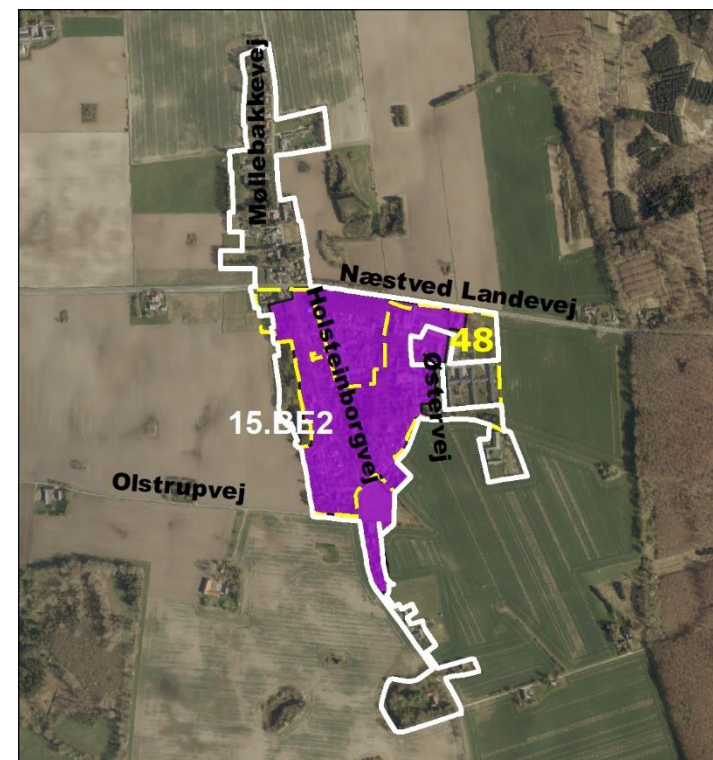 Møllebakkevej
Næstved Landevej
Holsteinborgvej
48
Østervej
15.BE2
Olstrupvej